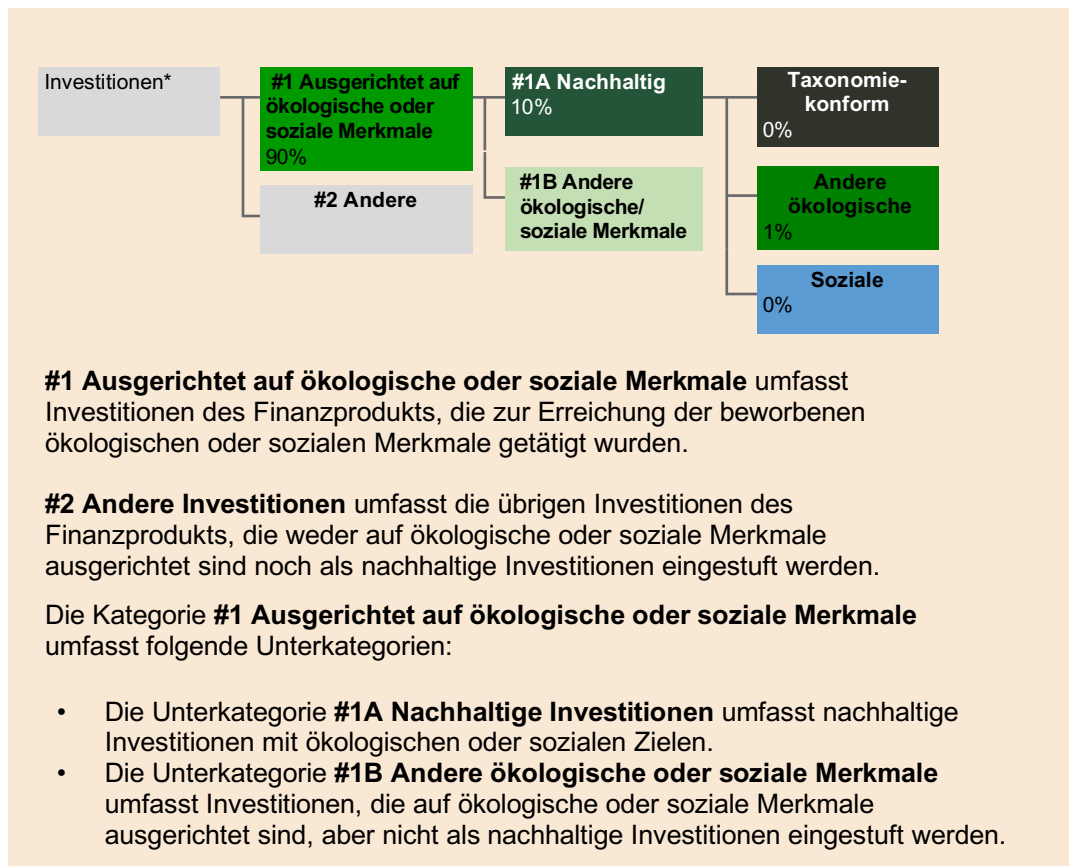 Investitionen*
#1 Ausgerichtet auf
ökologische oder
soziale Merkmale
90%
#2 Andere
#1A Nachhaltig
10%
#1B Andere
ökologische/
soziale Merkmale
Taxonomie-
konform
0%
Andere
ökologische
1%
Soziale
0%
#1 Ausgerichtet auf ökologische oder soziale Merkmale umfasst
Investitionen des Finanzprodukts, die zur Erreichung der beworbenen
ökologischen oder sozialen Merkmale getätigt wurden.
#2 Andere Investitionen umfasst die übrigen Investitionen des
Finanzprodukts, die weder auf ökologische oder soziale Merkmale
ausgerichtet sind noch als nachhaltige Investitionen eingestuft werden.
Die Kategorie #1 Ausgerichtet auf ökologische oder soziale Merkmale
umfasst folgende Unterkategorien:
• Die Unterkategorie #1A Nachhaltige Investitionen umfasst nachhaltige
Investitionen mit ökologischen oder sozialen Zielen.
• Die Unterkategorie #1B Andere ökologische oder soziale Merkmale
umfasst Investitionen, die auf ökologische oder soziale Merkmale
ausgerichtet sind, aber nicht als nachhaltige Investitionen eingestuft werden.